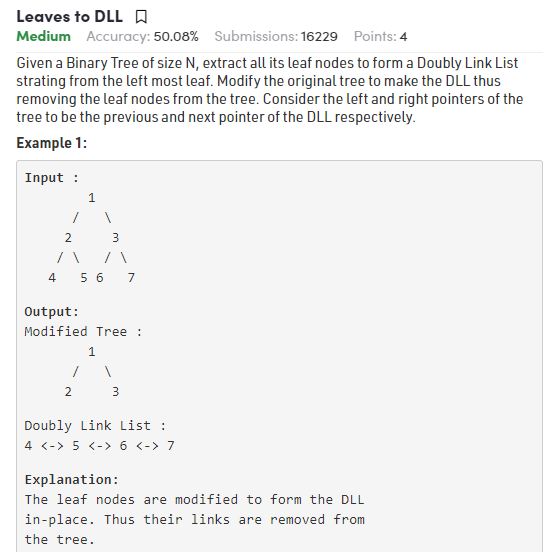 Leaves to DLL
Medium Accuracy: 50.08% Submissions: 16229 Points: 4
Given a Binary Tree of size N, extract all its leaf nodes to form a Doubly Link List
strating from the left most leaf. Modify the original tree to make the DLL thus
removing the leaf nodes from the tree. Consider the left and right pointers of the
tree to be the previous and next pointer of the DLL respectively.
Example 1:
Input :
1
/ \
2 3
/ \ / \
4 5 6 7
Output:
Modified Tree :
1
/ \
2 3
Doubly Link List :
4 <-> 5 <-> 6 <-> 7
Explanation:
The leaf nodes are modified to form the DLL
in-place. Thus their links are removed from
the tree.